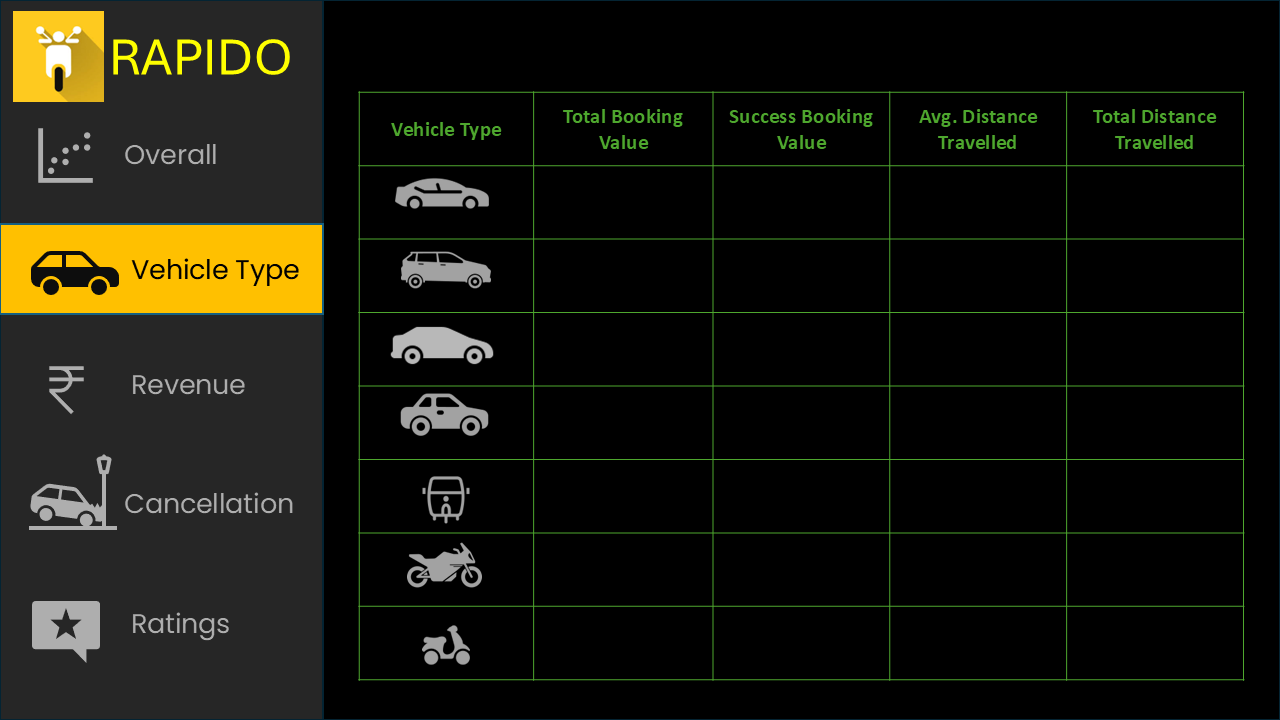 RAPIDO
Overall
Vehicle Type
Revenue
Cancellation
Ratings
Vehicle Type
Total Booking
Value
Success Booking
Value
Avg. Distance
Travelled
Total Distance
Travelled